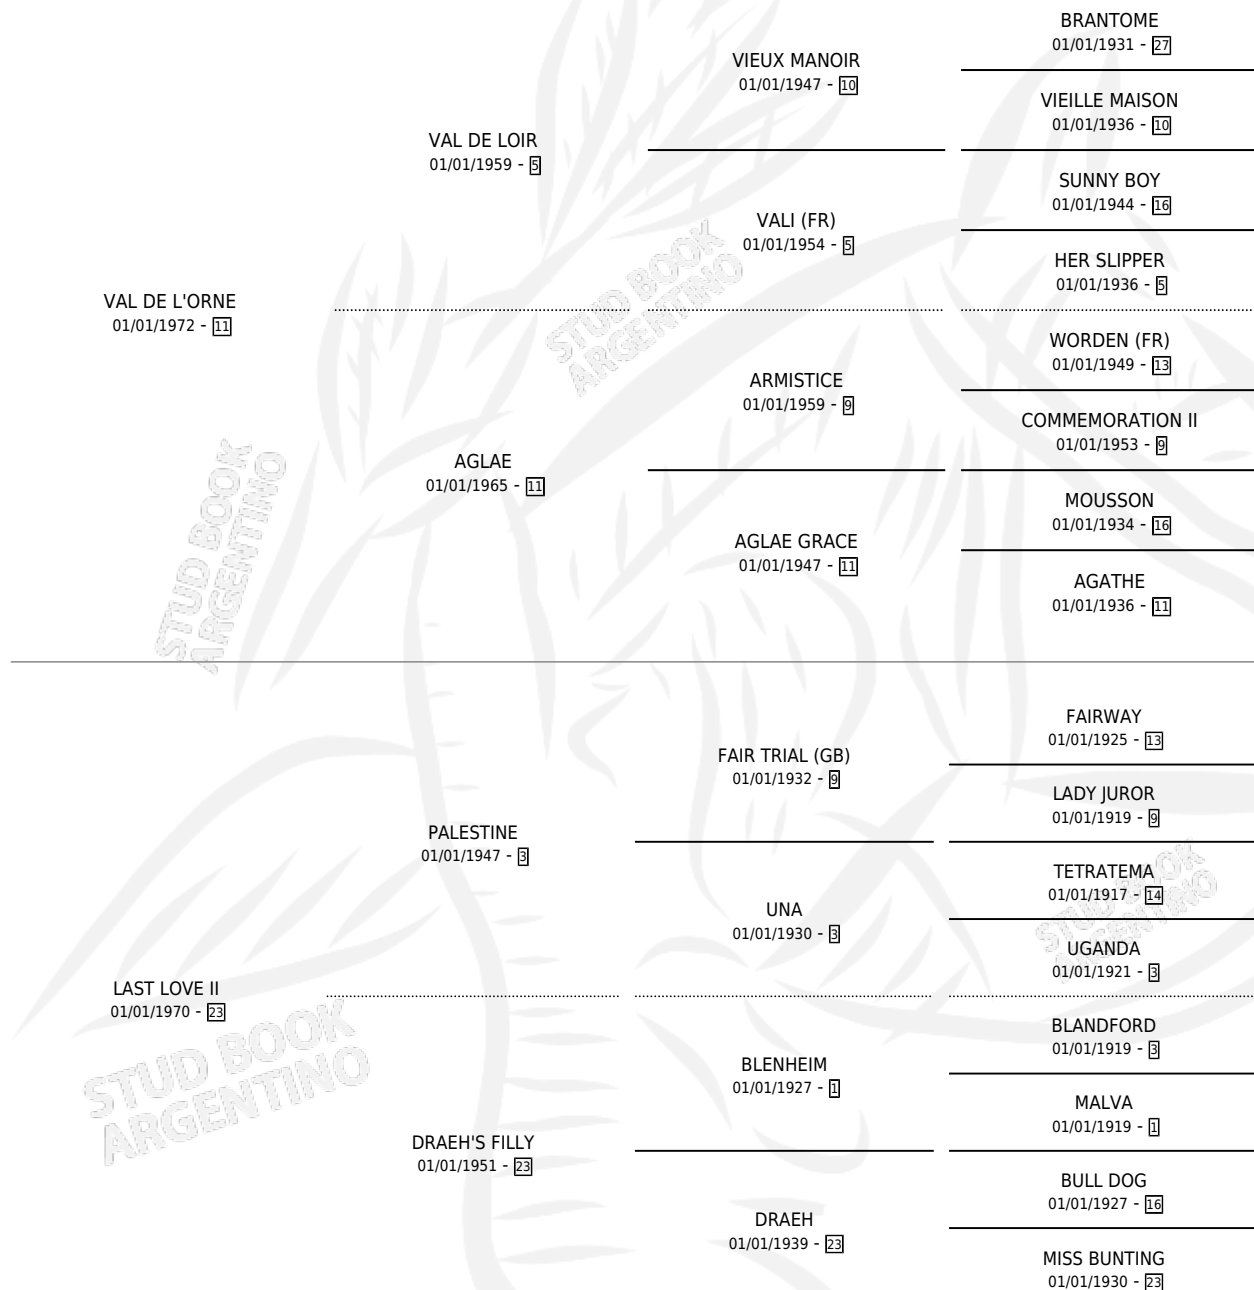 BRANTOME
01/01/1931 - 27
VIEUX MANOIR
01/01/1947 - 10
VIEILLE MAISON
01/01/1936 - 10
VAL DE LOIR
01/01/1959 - 5
SUNNY BOY
01/01/1944 - 16
VALI (FR)
01/01/1954 - 5
HER SLIPPER
01/01/1936 - 5
VAL DE L'ORNE
01/01/1972 - 11
STUD BOOK
ARGENTINO
WORDEN (FR)
01/01/1949 - 13
ARMISTICE
01/01/1959 - 9
COMMEMORATION II
01/01/1953 - 9
AGLAE
01/01/1965 - 11
MOUSSON
01/01/1934 - 16
AGLAE GRACE
01/01/1947 - 11
AGATHE
01/01/1936 - 11
STUD BOOK
ARGENTINO
FAIRWAY
01/01/1925 - 13
FAIR TRIAL (GB)
01/01/1932 - 9
LADY JUROR
01/01/1919 - 9
PALESTINE
01/01/1947 - 3
TETRATEMA
01/01/1917 - 14
UNA
01/01/1930 - 3
STUD BOOK
ARGENTINO
UGANDA
01/01/1921 - 3
LAST LOVE II
01/01/1970 - 23
BLANDFORD
01/01/1919 - 3
BLENHEIM
01/01/1927 - 1
MALVA
01/01/1919 - 1
STUD BOOK
ARGENTINO
DRAEH'S FILLY
01/01/1951 - 23
BULL DOG
01/01/1927 - 16
DRAEH
01/01/1939 - 23
MISS BUNTING
01/01/1930 - 23